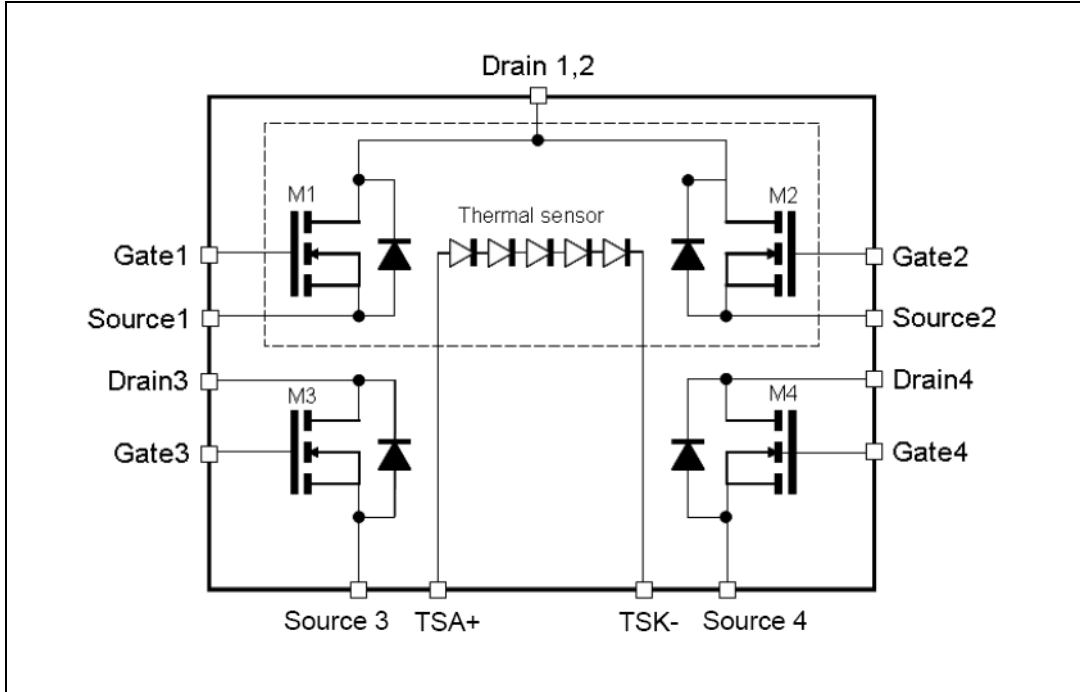 Drain 1,2
M1
M2
Thermal sensor
Gate1
Gate2
Source1
Source2
Drain3
Drain4
M3
M4
Gate3
Gate4
Source 3
TSA+
TSK-
Source 4